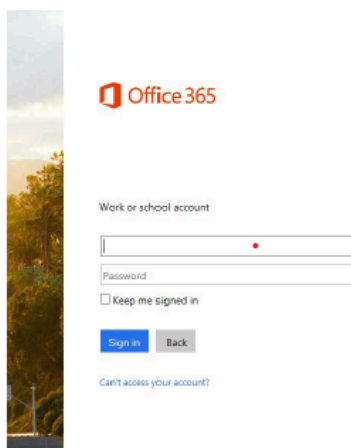 Office 365
Work or school account
Password
Keep me signed in
Sign in Back
Can't access your account?